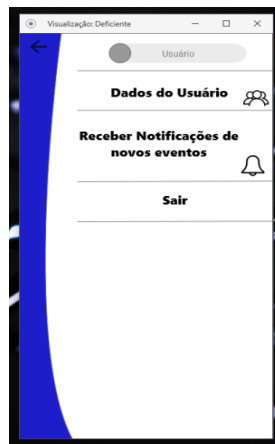 Visualização: Deficiente
Usuário
Dados do Usuário
Receber Notificações de
novos eventos
Sair